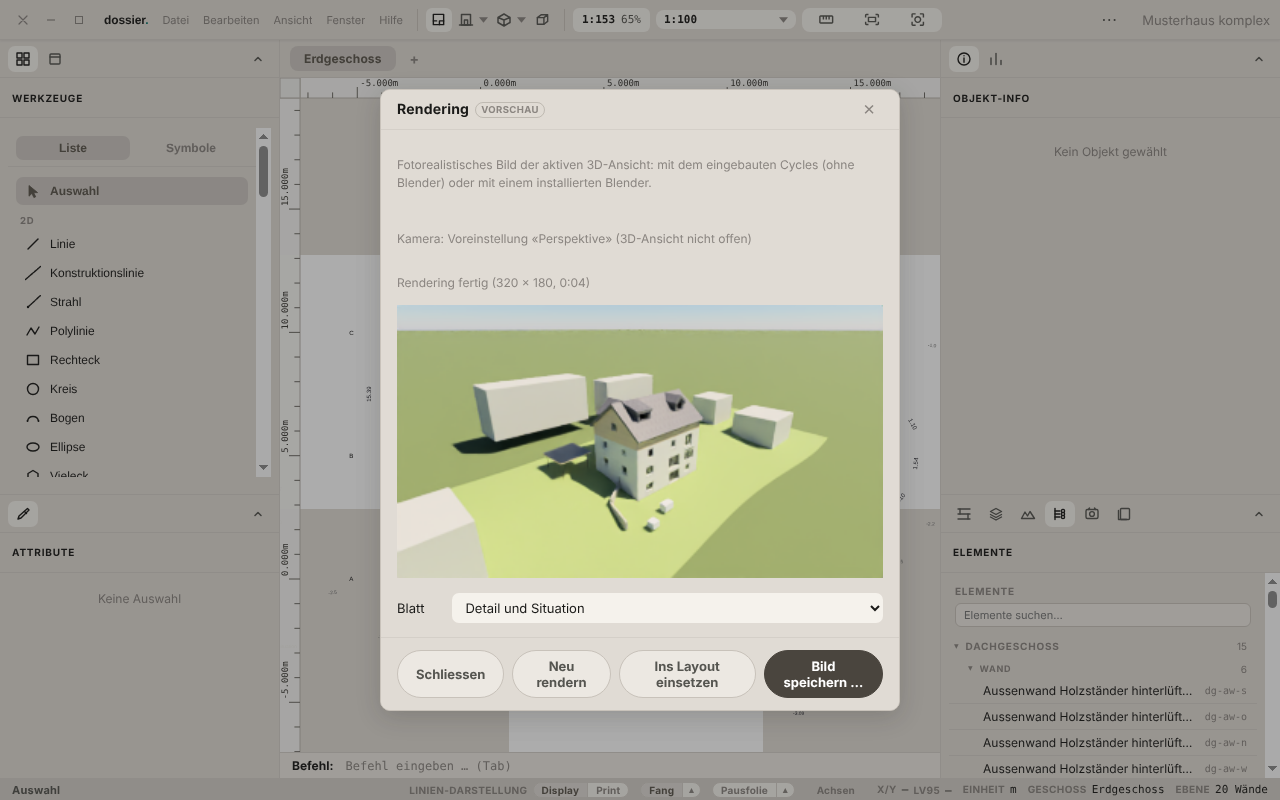 dossier. Datei Bearbeiten Ansicht Fenster Hilfe 1:153 65% 1:100 ··· Musterhaus komplex
Erdgeschoss +
WERKZEUGE
Liste Symbole
Auswahl
2D
Linie
Konstruktionslinie
Strahl
Polylinie
Rechteck
Kreis
Bogen
Ellipse
Vieleck
ATTRIBUTE
Keine Auswahl
-5.000m 0.000m 5.000m 10.000m 15.000m
15.000m
10.000m
5.000m
0.000m
-5.000m
C
15.39
B
A
1.54
Rendering VORSCHAU
Fotorealistisches Bild der aktiven 3D-Ansicht: mit dem eingebauten Cycles (ohne
Blender) oder mit einem installierten Blender.
Kamera: Voreinstellung «Perspektive» (3D-Ansicht nicht offen)
Rendering fertig (320 × 180, 0:04)
Blatt Detail und Situation
Schliessen
Neu
rendern
Ins Layout
einsetzen
Bild
speichern ...
OBJEKT-INFO
Kein Objekt gewählt
ELEMENTE
ELEMENTE
Elemente suchen...
DACHGESCHOSS 15
WAND 6
Aussenwand Holzständer hinterlüft... dg-aw-s
Aussenwand Holzständer hinterlüft... dg-aw-o
Aussenwand Holzständer hinterlüft... dg-aw-n
Aussenwand Holzständer hinterlüft... dg-aw-w
Befehl: Befehl eingeben … (Tab)
Auswahl LINIEN-DARSTELLUNG Display Print Fang Pausfolie Achsen X/Y — LV95 — EINHEIT m GESCHOSS Erdgeschoss EBENE 20 Wände